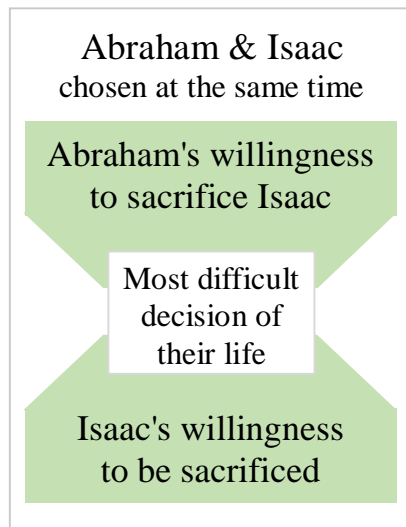 Abraham & Isaac
chosen at the same time
Abraham's willingness
to sacrifice Isaac
Most difficult
decision of
their life
Isaac's willingness
to be sacrificed